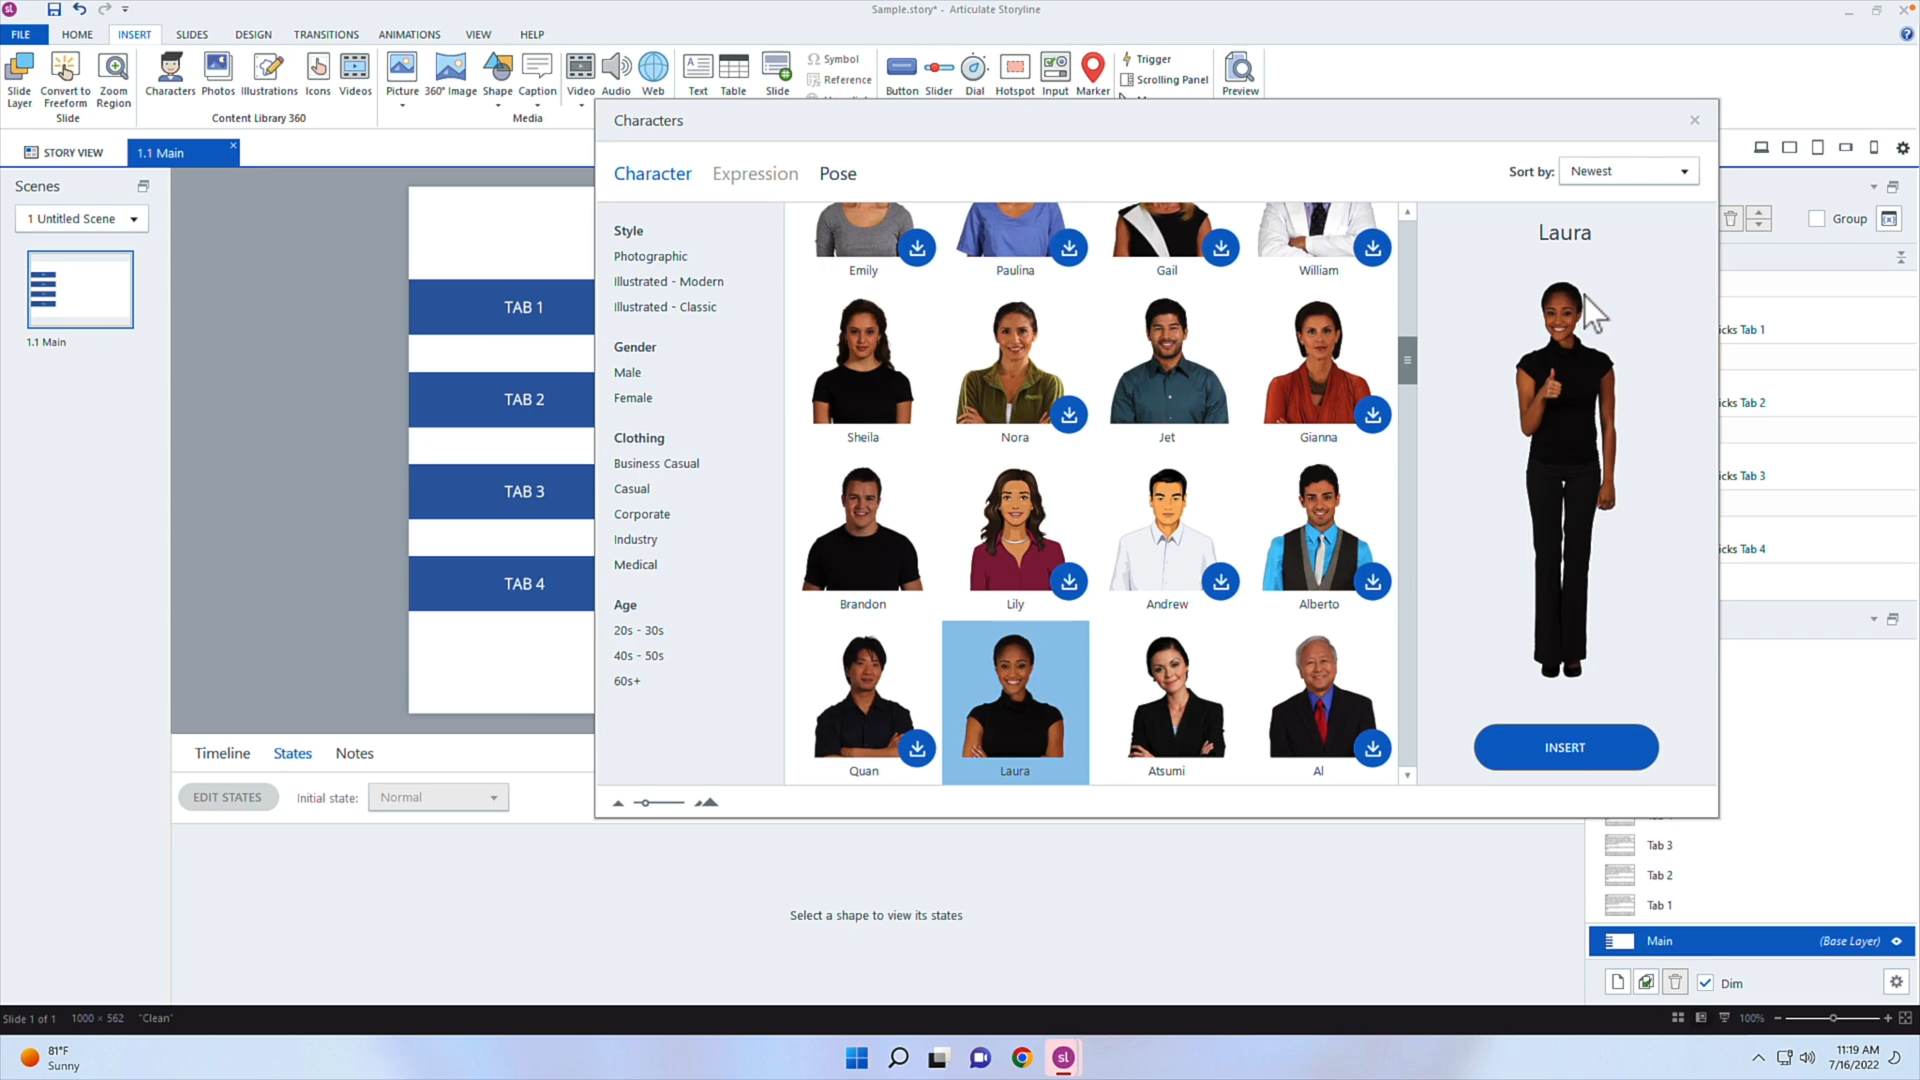 sl
Sample.story* - Articulate Storyline
FILE
HOME
INSERT
SLIDES
DESIGN
TRANSITIONS
ANIMATIONS
VIEW
HELP
Slide Layer
Convert to Freeform
Zoom Region
Slide
Characters
Photos
Illustrations
Icons
Videos
Content Library 360
Picture
360° Image
Shape
Caption
Video
Audio
Web
Media
Text
Table
Slide
Symbol
Reference
Button
Slider
Dial
Hotspot
Input
Marker
Trigger
Scrolling Panel
Preview
STORY VIEW
1.1 Main
Scenes
1 Untitled Scene
1.1 Main
TAB 1
TAB 2
TAB 3
TAB 4
Characters
Character
Expression
Pose
Sort by:
Newest
Style
Photographic
Illustrated - Modern
Illustrated - Classic
Gender
Male
Female
Clothing
Business Casual
Casual
Corporate
Industry
Medical
Age
20s - 30s
40s - 50s
60s+
Emily
Paulina
Gail
William
Sheila
Nora
Jet
Gianna
Brandon
Lily
Andrew
Alberto
Quan
Laura
Atsumi
Al
Laura
INSERT
Group
icks Tab 1
icks Tab 2
icks Tab 3
icks Tab 4
Timeline
States
Notes
EDIT STATES
Initial state:
Normal
Select a shape to view its states
Tab 3
Tab 2
Tab 1
Main
(Base Layer)
Dim
Slide 1 of 1
1000 × 562
"Clean"
100%
81°F
Sunny
sl
11:19 AM
7/16/2022